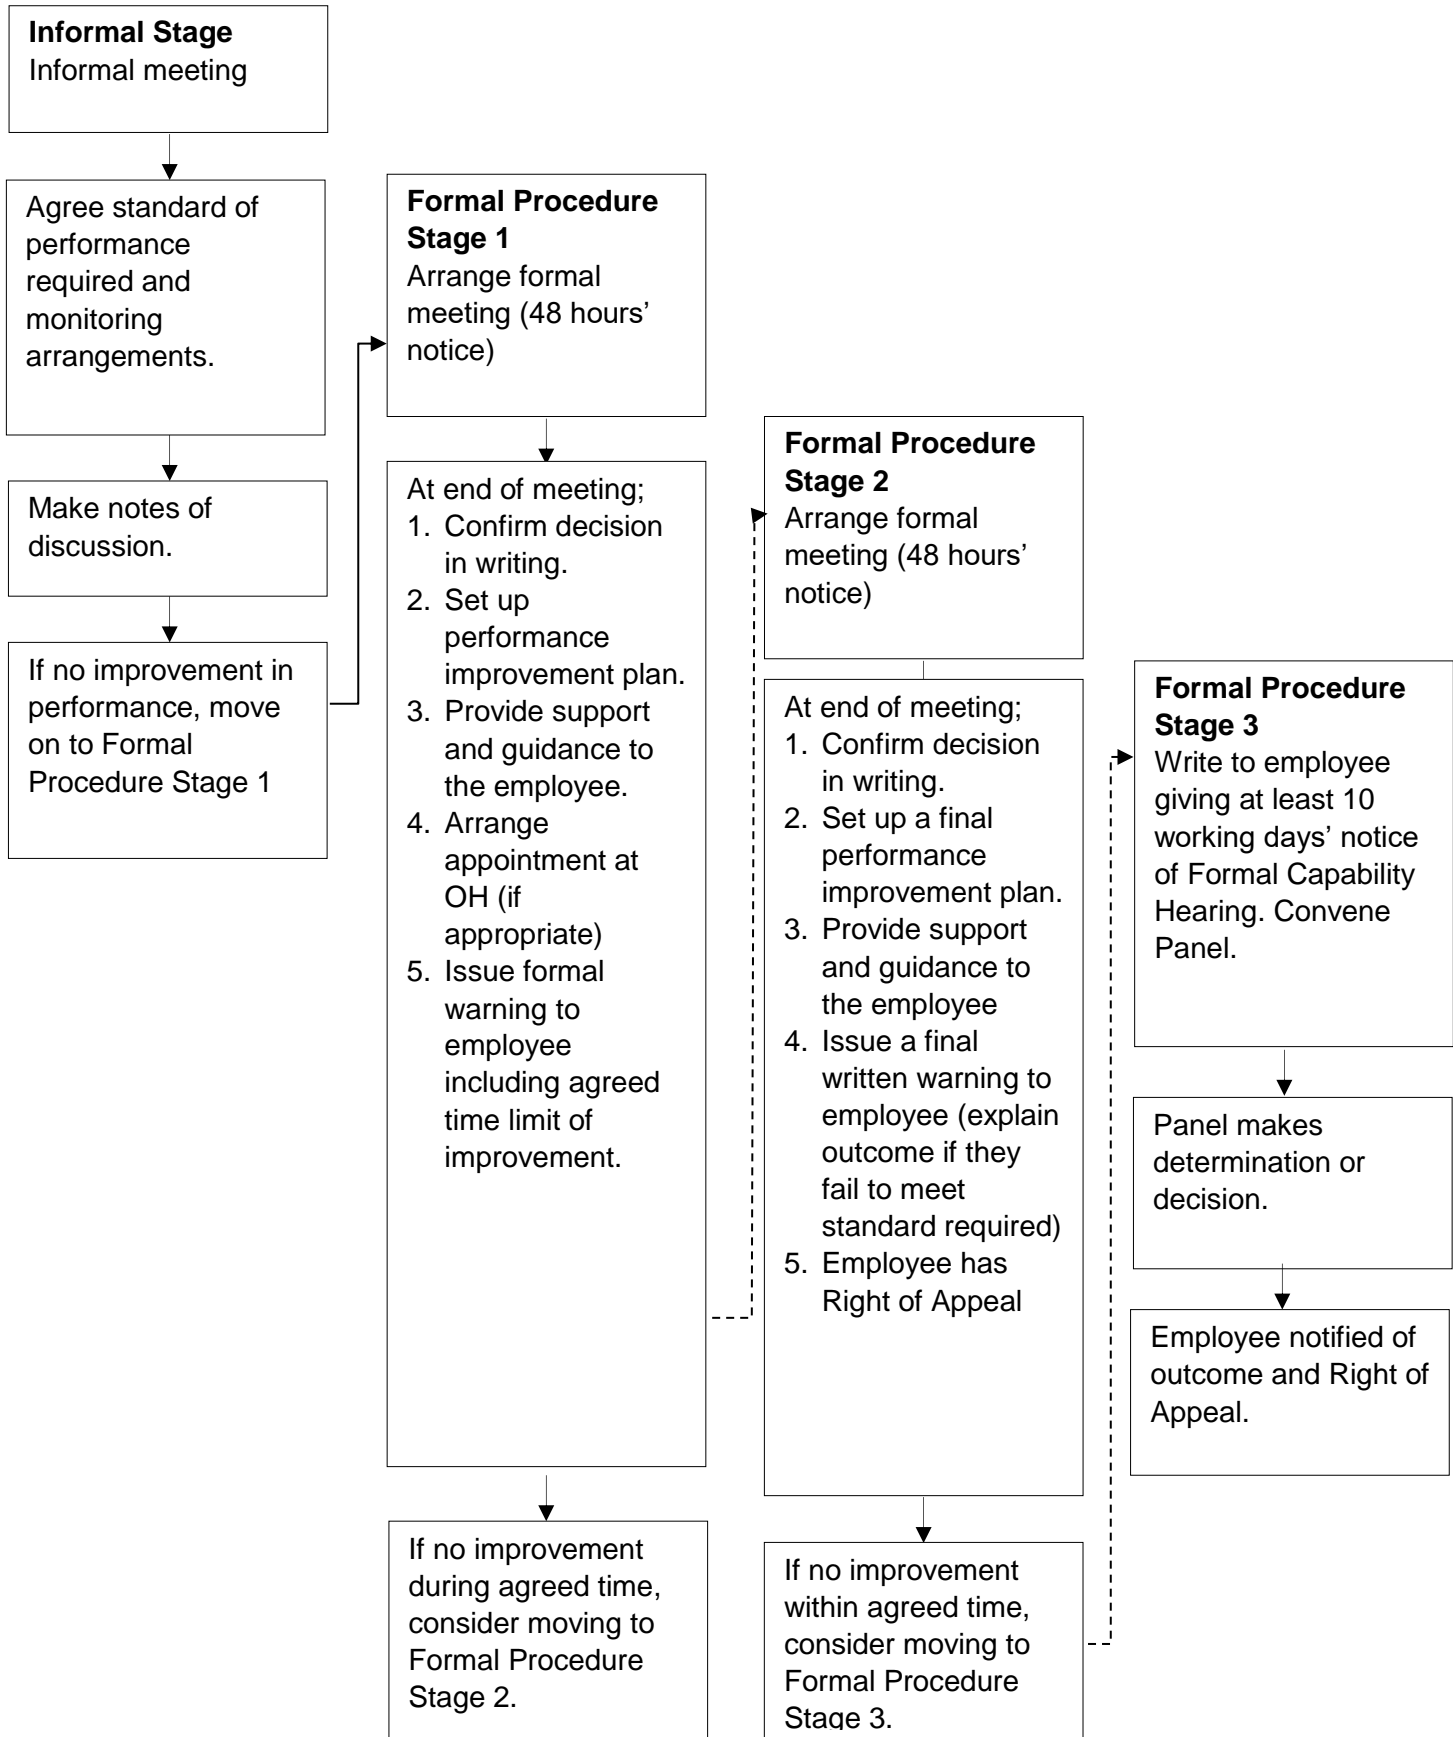 Informal Stage
Informal meeting
Agree standard of
performance
required and
monitoring
arrangements.
Make notes of
discussion.
If no improvement in
performance, move
on to Formal
Procedure Stage 1
Formal Procedure
Stage 1
Arrange formal
meeting (48 hours’
notice)
At end of meeting;
1. Confirm decision
in writing.
2. Set up
performance
improvement plan.
3. Provide support
and guidance to
the employee.
4. Arrange
appointment at
OH (if
appropriate)
5. Issue formal
warning to
employee
including agreed
time limit of
improvement.
If no improvement
during agreed time,
consider moving to
Formal Procedure
Stage 2.
Formal Procedure
Stage 2
Arrange formal
meeting (48 hours’
notice)
At end of meeting;
1. Confirm decision
in writing.
2. Set up a final
performance
improvement plan.
3. Provide support
and guidance to
the employee
4. Issue a final
written warning to
employee (explain
outcome if they
fail to meet
standard required)
5. Employee has
Right of Appeal
If no improvement
within agreed time,
consider moving to
Formal Procedure
Stage 3.
Formal Procedure
Stage 3
Write to employee
giving at least 10
working days’ notice
of Formal Capability
Hearing. Convene
Panel.
Panel makes
determination or
decision.
Employee notified of
outcome and Right of
Appeal.